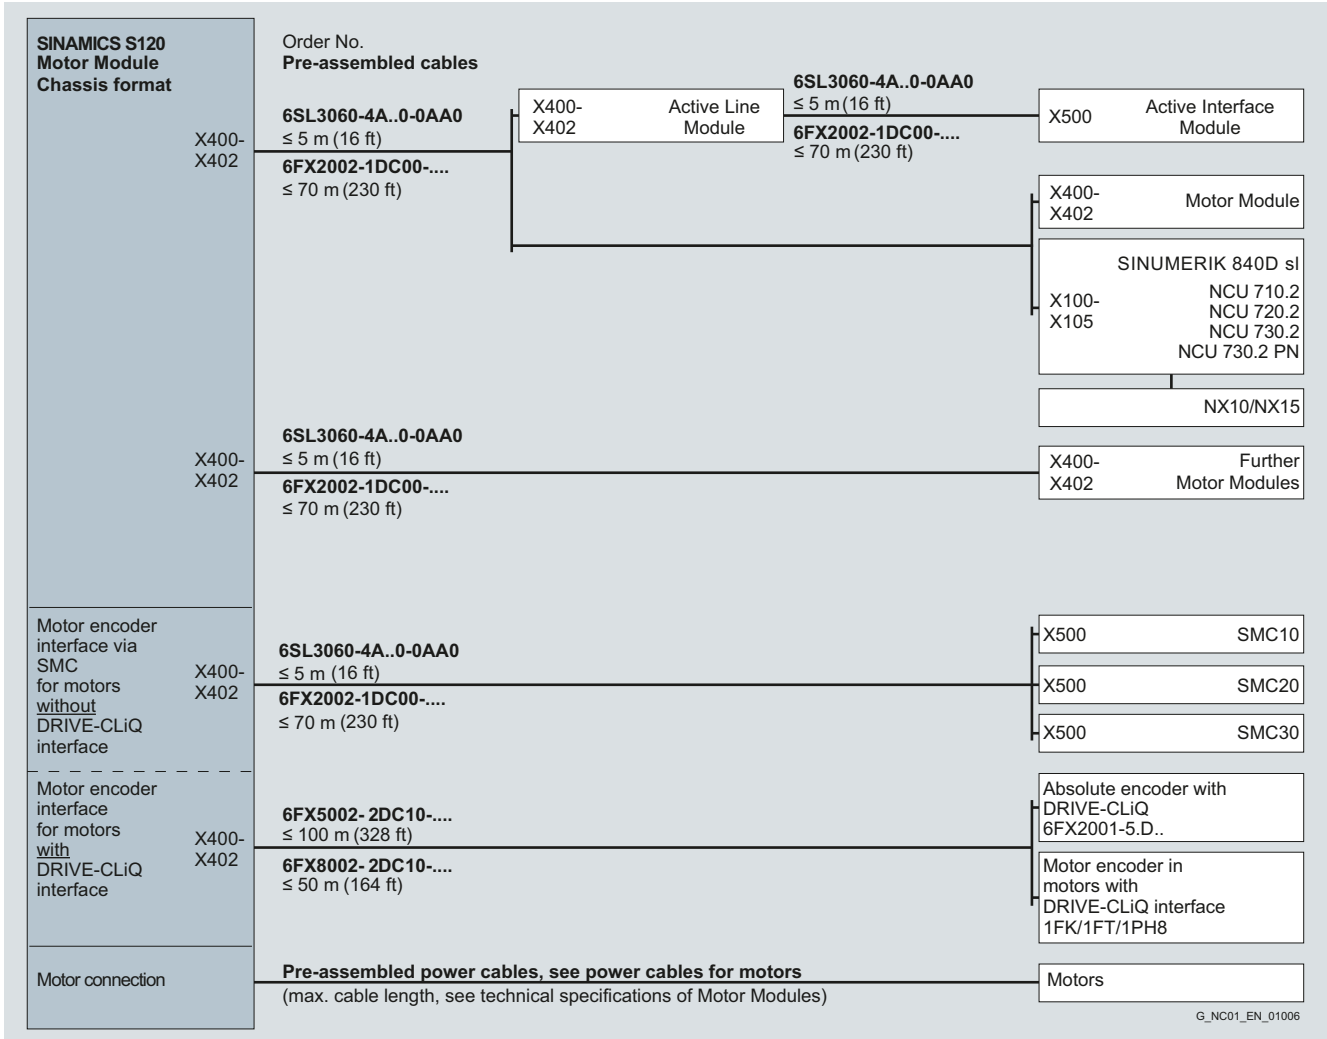 SINAMICS S120
Motor Module
Chassis format
Order No.
Pre-assembled cables
X400-
X402
6SL3060-4A..0-0AA0
≤ 5 m (16 ft)
6FX2002-1DC00-....
≤ 70 m (230 ft)
X400-
X402
Active Line
Module
6SL3060-4A..0-0AA0
≤ 5 m (16 ft)
6FX2002-1DC00-....
≤ 70 m (230 ft)
X500
Active Interface
Module
X400-
X402
Motor Module
SINUMERIK 840D sl
X100-
X105
NCU 710.2
NCU 720.2
NCU 730.2
NCU 730.2 PN
NX10/NX15
X400-
X402
6SL3060-4A..0-0AA0
≤ 5 m (16 ft)
6FX2002-1DC00-....
≤ 70 m (230 ft)
X400-
X402
Further
Motor Modules
Motor encoder
interface via
SMC
for motors
without
DRIVE-CLiQ
interface
X400-
X402
6SL3060-4A..0-0AA0
≤ 5 m (16 ft)
6FX2002-1DC00-....
≤ 70 m (230 ft)
X500 SMC10
X500 SMC20
X500 SMC30
Motor encoder
interface
for motors
with
DRIVE-CLiQ
interface
X400-
X402
6FX5002- 2DC10-....
≤ 100 m (328 ft)
6FX8002- 2DC10-....
≤ 50 m (164 ft)
Absolute encoder with
DRIVE-CLiQ
6FX2001-5.D..
Motor encoder in
motors with
DRIVE-CLiQ interface
1FK/1FT/1PH8
Motor connection
Pre-assembled power cables, see power cables for motors
(max. cable length, see technical specifications of Motor Modules)
Motors
G_NC01_EN_01006